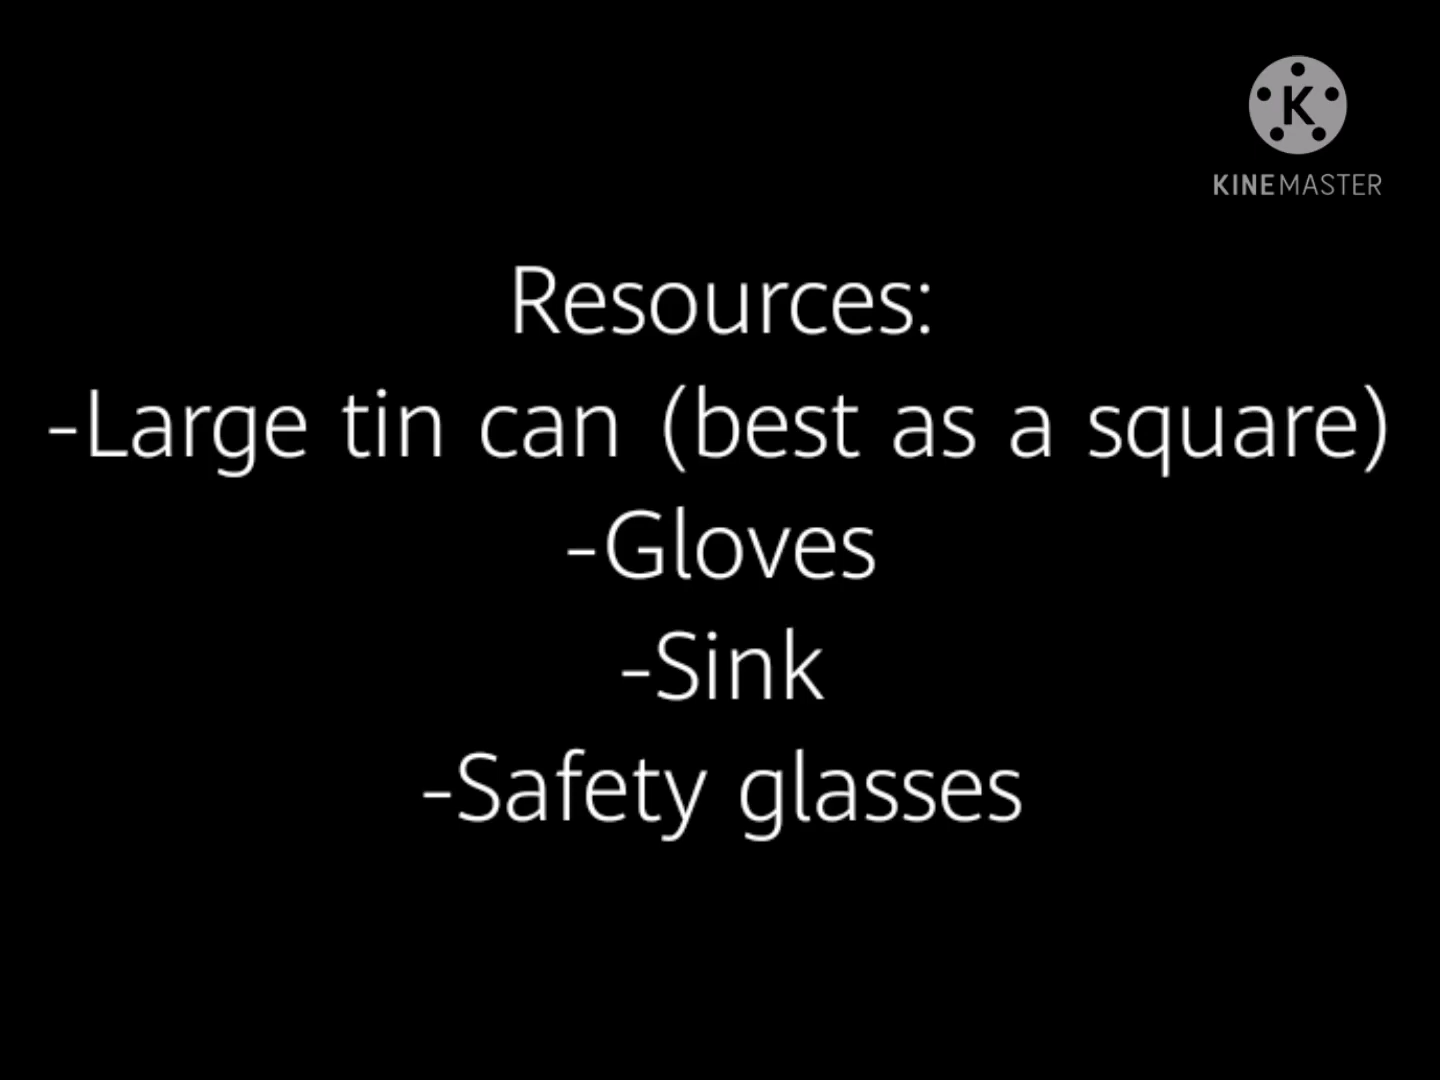 K
KINEMASTER
Resources:
-Large tin can (best as a square)
-Gloves
-Sink
-Safety glasses